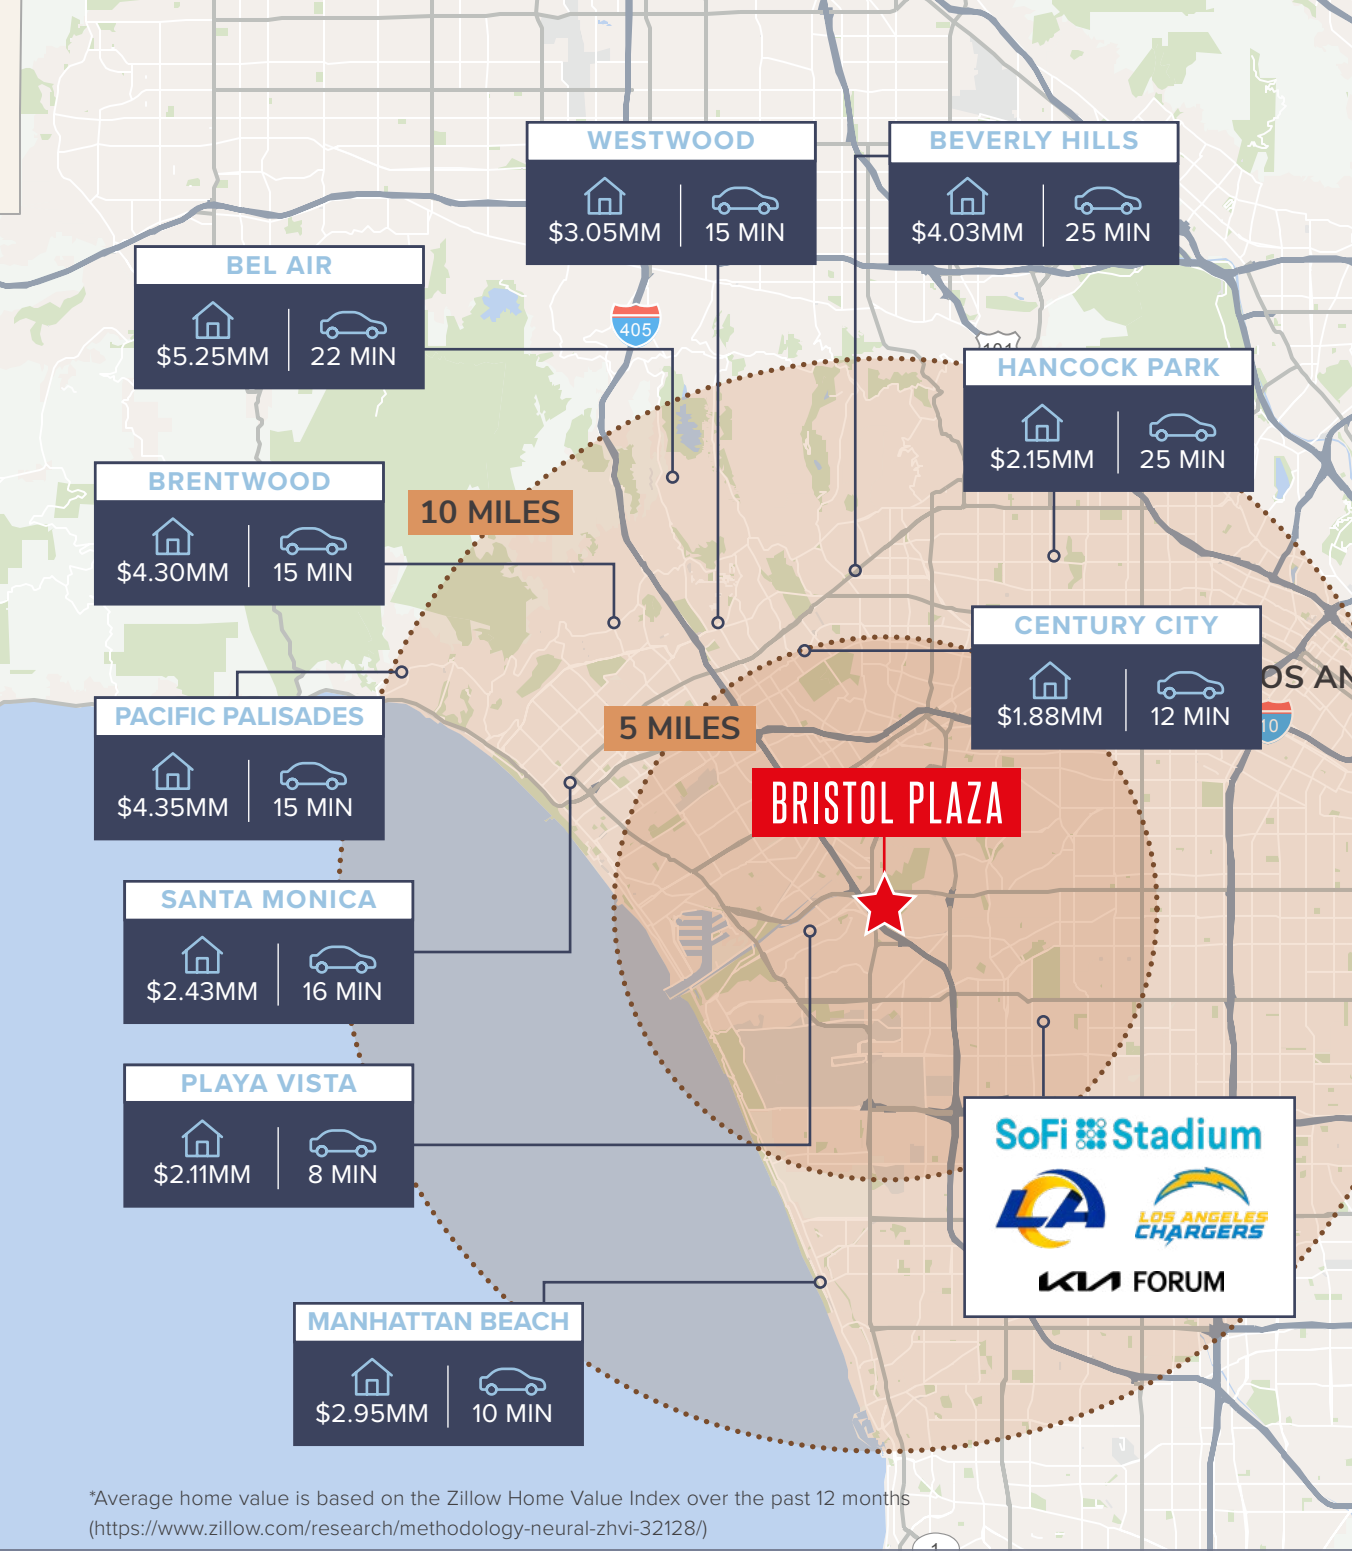 WESTWOOD
$3.05MM
15 MIN
BEVERLY HILLS
$4.03MM
25 MIN
BEL AIR
$5.25MM
22 MIN
405
101
HANCOCK PARK
$2.15MM
25 MIN
BRENTWOOD
$4.30MM
15 MIN
10 MILES
CENTURY CITY
$1.88MM
12 MIN
OS AN
10
PACIFIC PALISADES
$4.35MM
15 MIN
5 MILES
BRISTOL PLAZA
SANTA MONICA
$2.43MM
16 MIN
PLAYA VISTA
$2.11MM
8 MIN
SoFi Stadium
LA
LOS ANGELES
CHARGERS
KIA FORUM
MANHATTAN BEACH
$2.95MM
10 MIN
*Average home value is based on the Zillow Home Value Index over the past 12 months
(https://www.zillow.com/research/methodology-neural-zhvi-32128/)
1